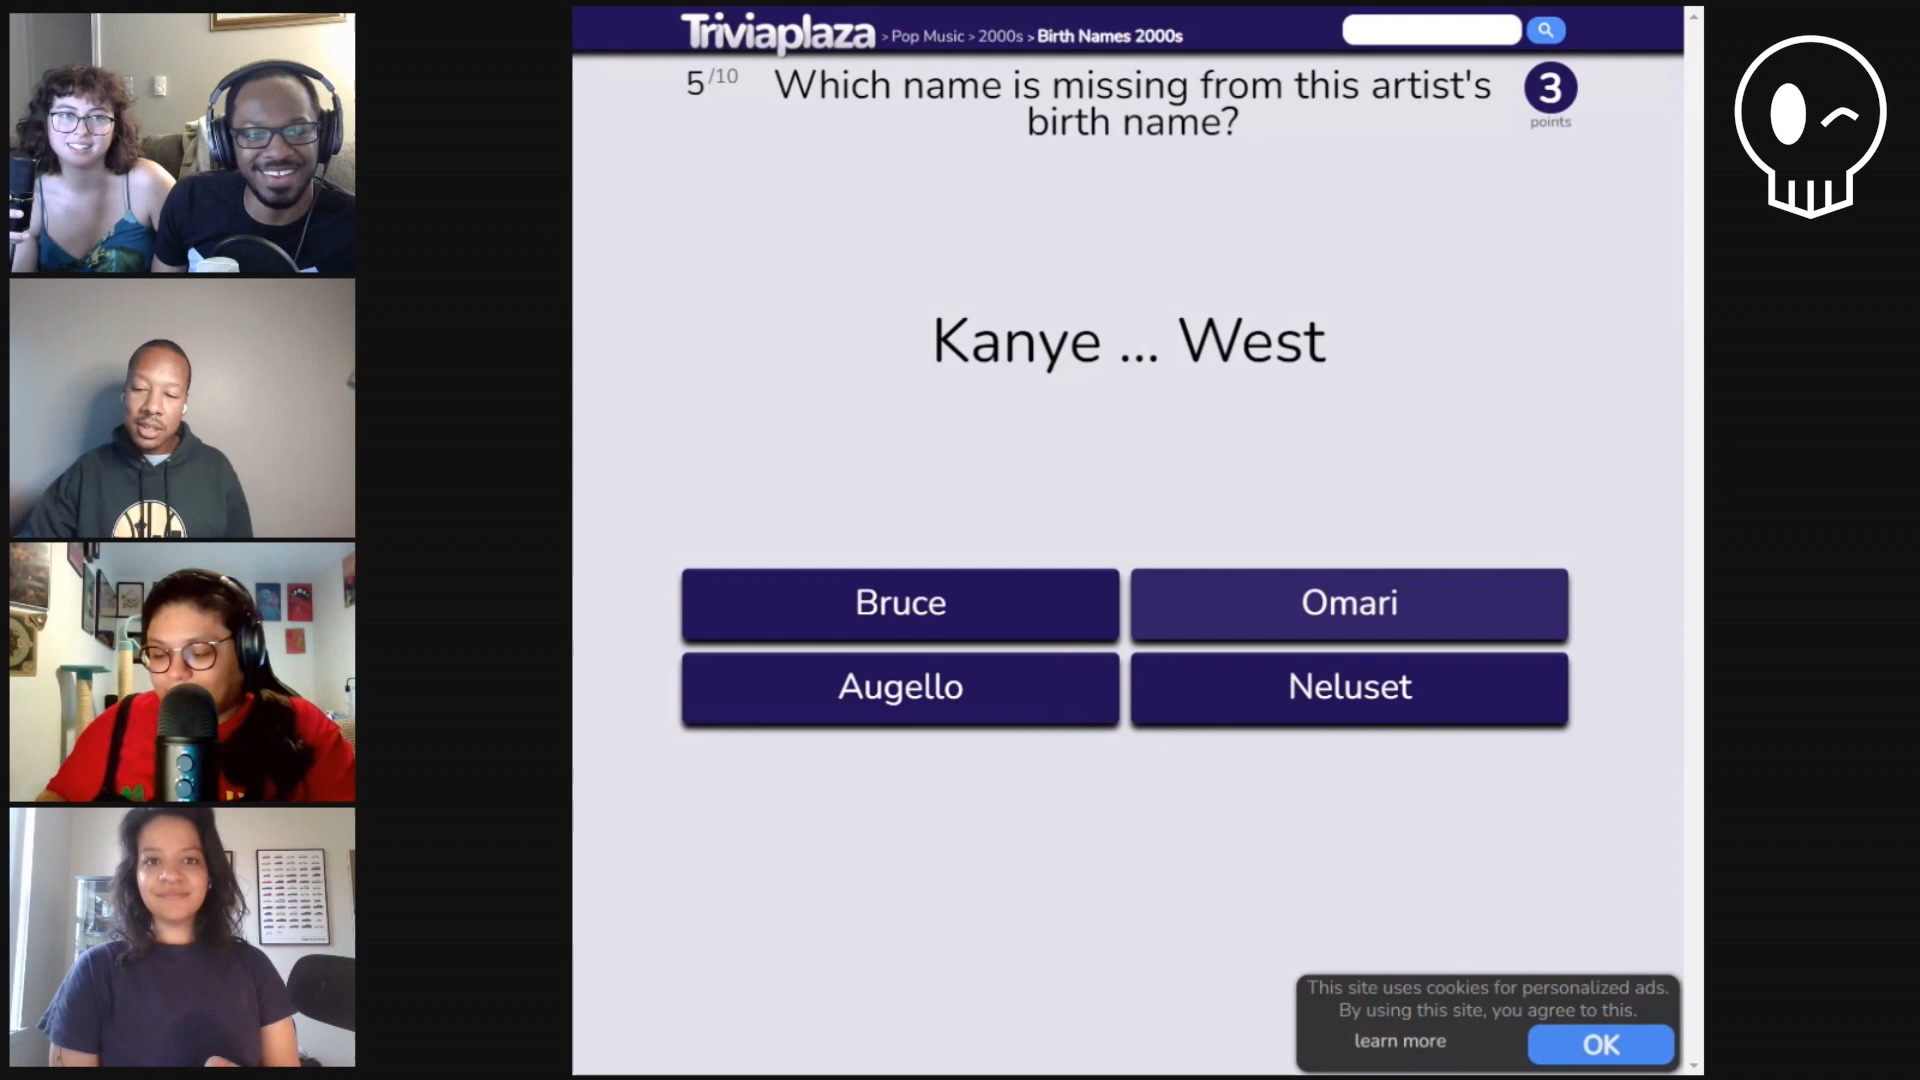 Triviaplaza > Pop Music > 2000s > Birth Names 2000s
5/10 Which name is missing from this artist's 3
birth name? points
Kanye ... West
Bruce Omari
Augello Neluset
This site uses cookies for personalized ads.
By using this site, you agree to this.
learn more OK